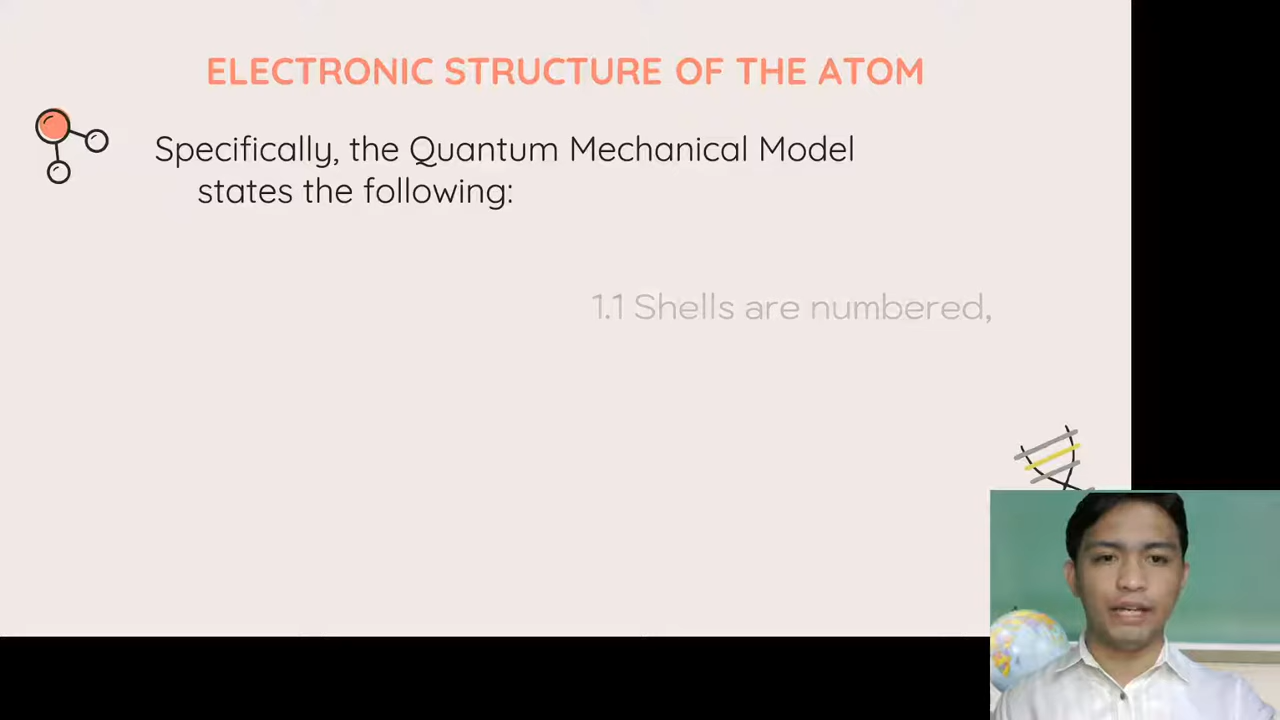 ELECTRONIC STRUCTURE OF THE ATOM
Specifically, the Quantum Mechanical Model
states the following:
1.1 Shells are numbered,